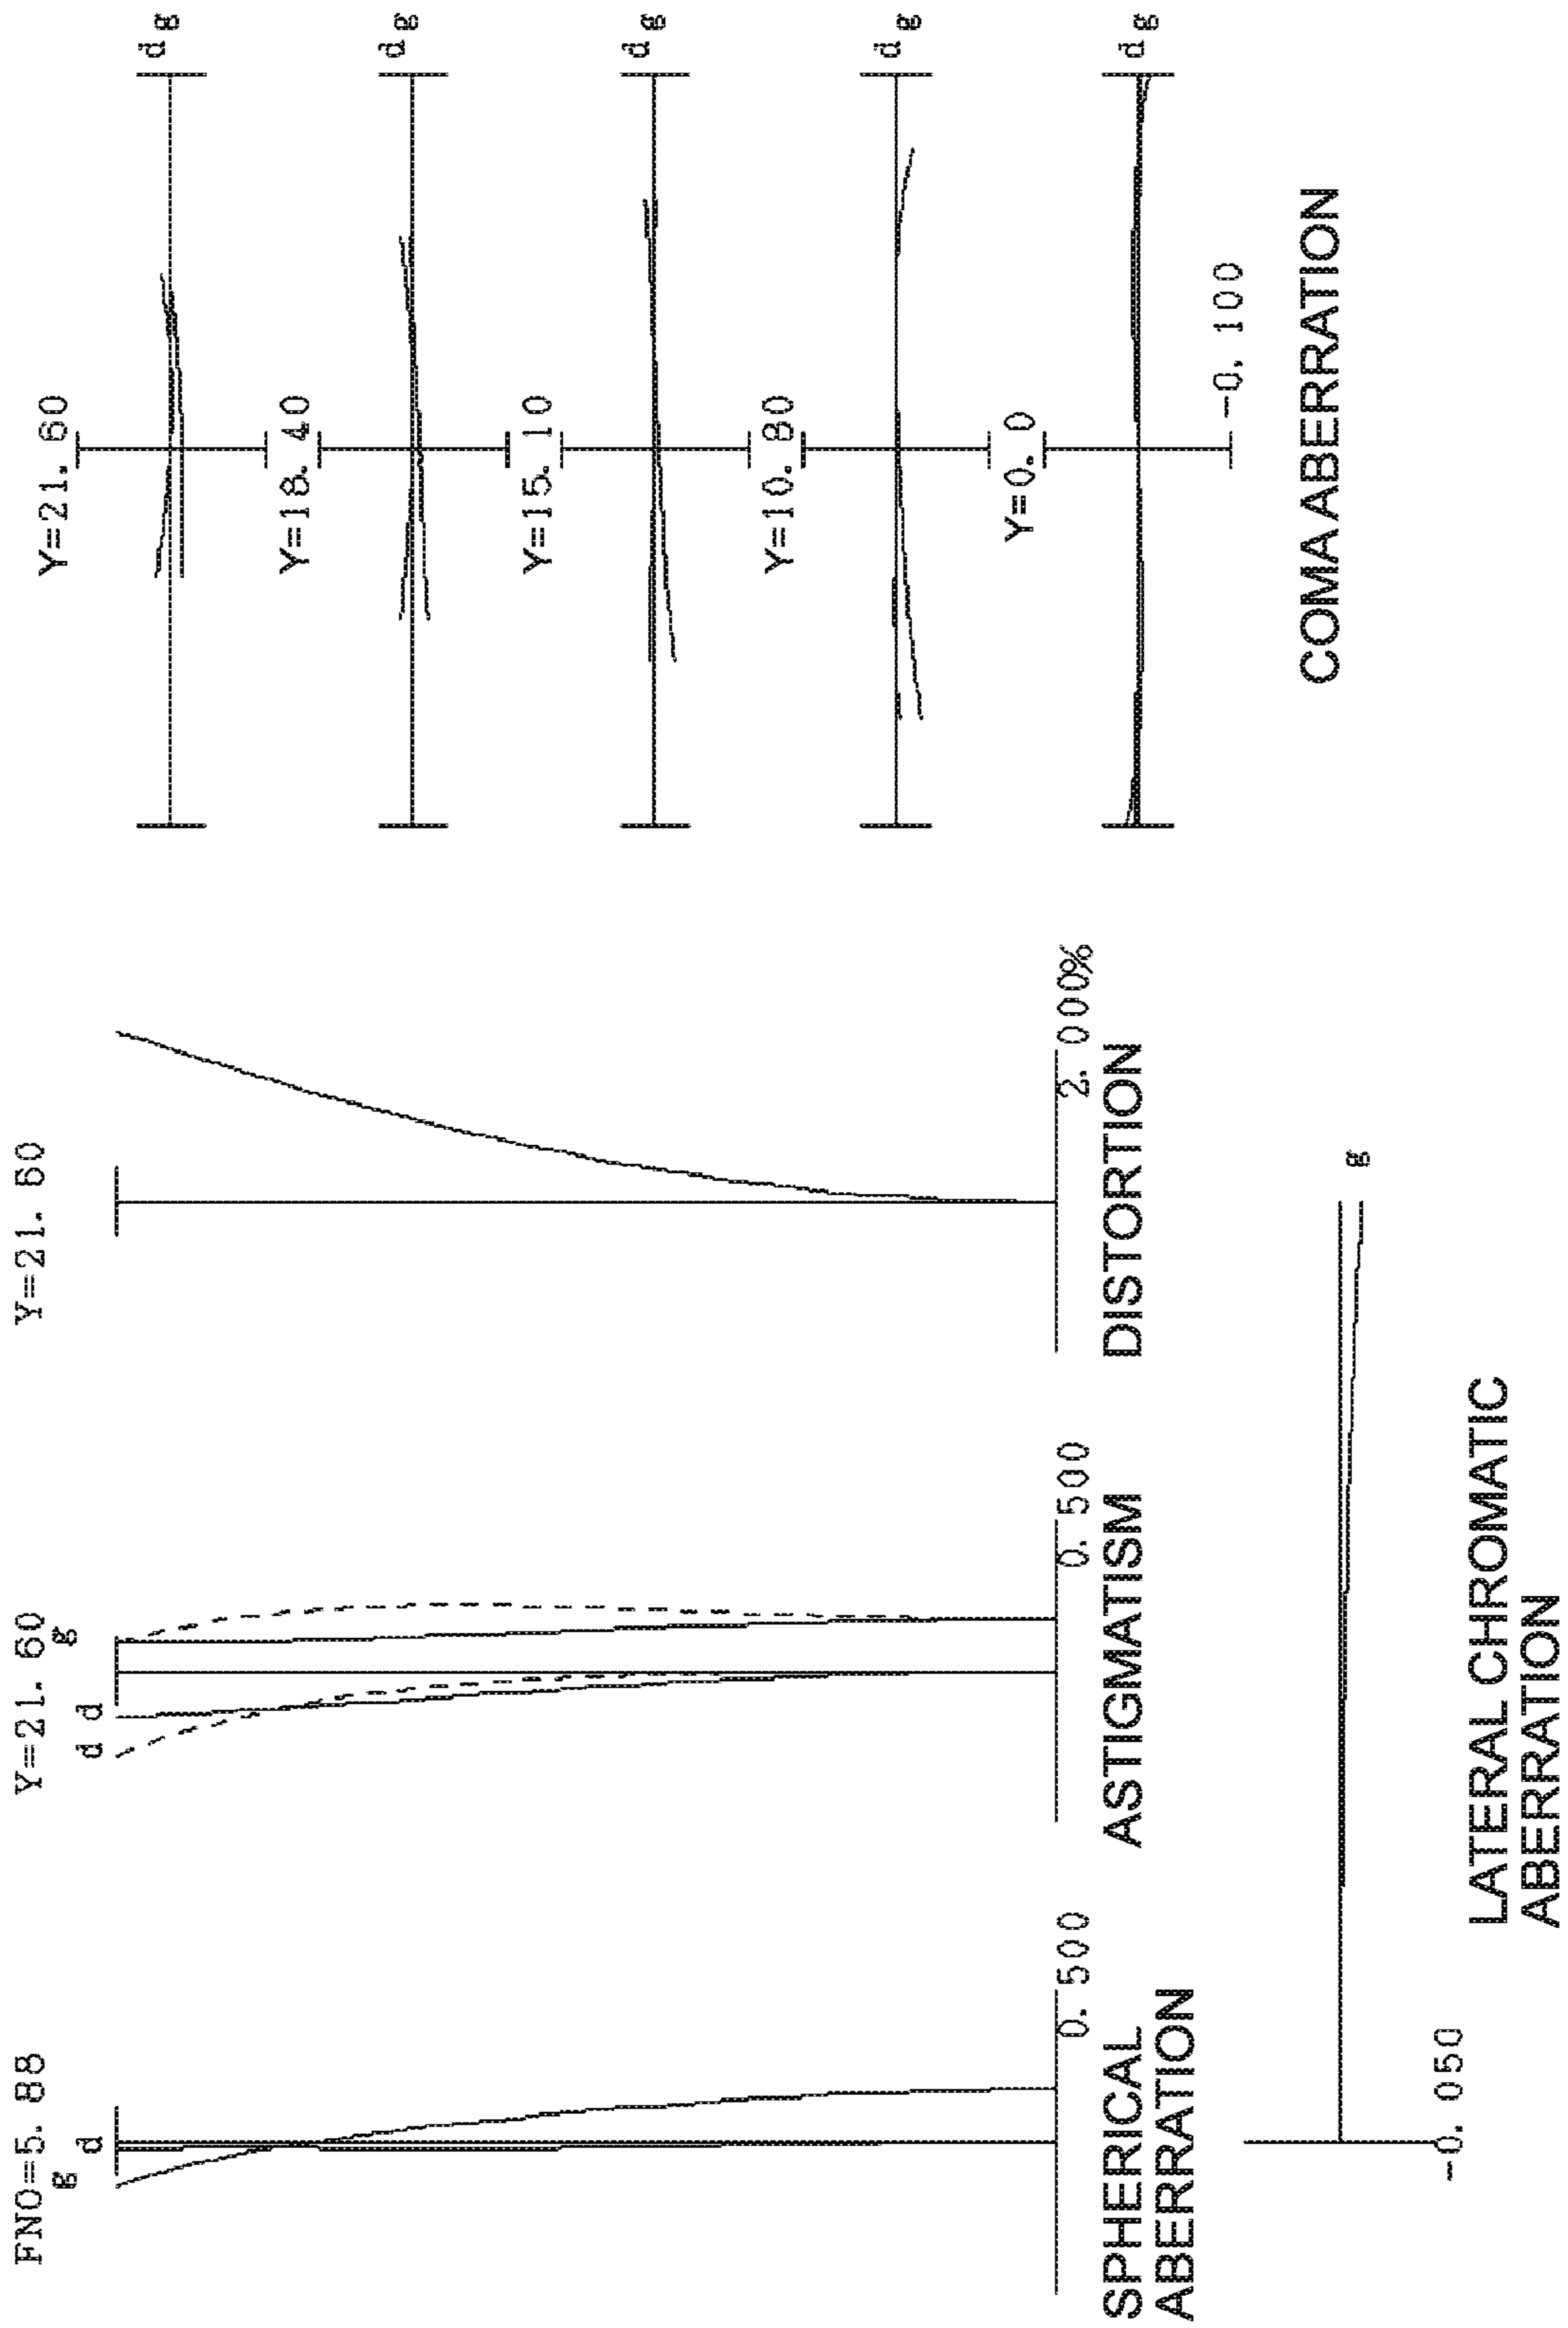 FNO=5. 88
g d
0. 500
SPHERICAL
ABERRATION
Y=21. 60
d d g
0. 500
ASTIGMATISM
Y=21. 60
2. 000%
DISTORTION
-0. 050
g
LATERAL CHROMATIC
ABERRATION
Y=21. 60
d g
Y=18. 40
d g
Y=15. 10
d g
Y=10. 80
d g
Y=0. 0
d g
-0. 100
COMA ABERRATION